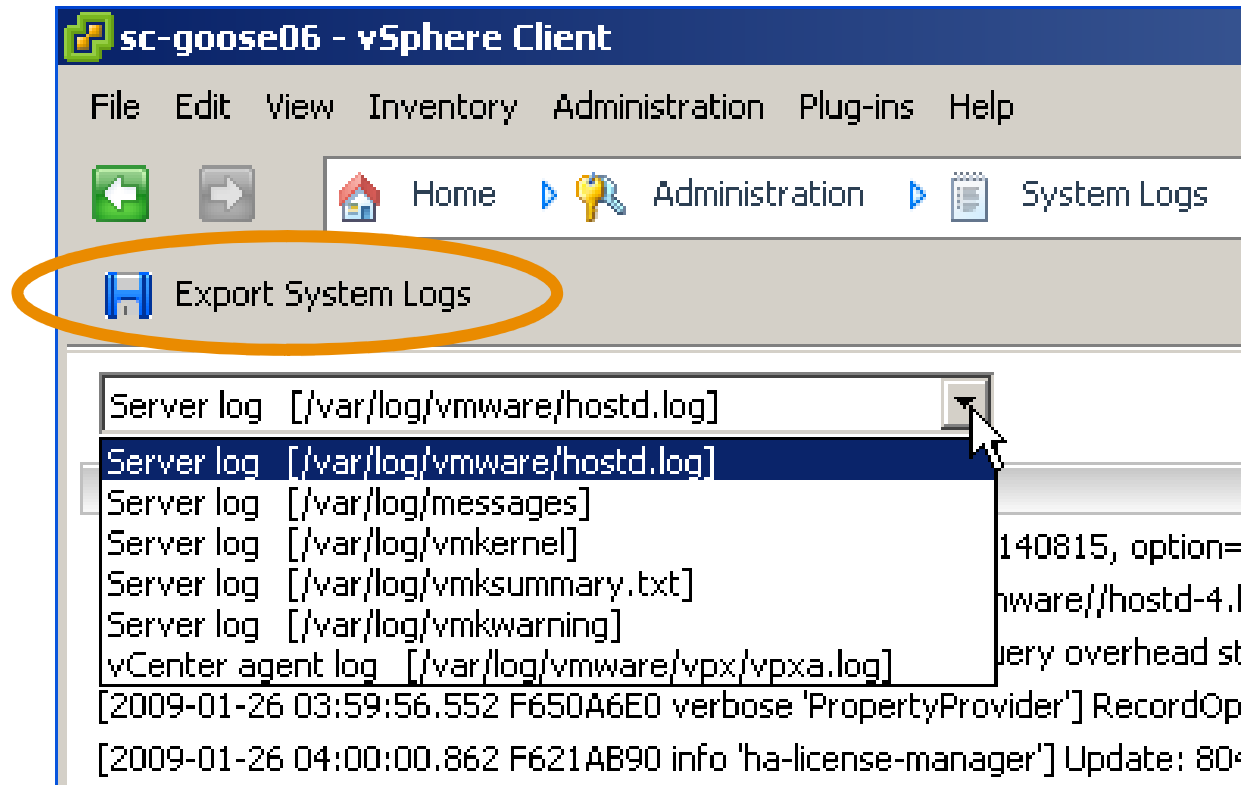 sc-goose06 - vSphere Client
File Edit View Inventory Administration Plug-ins Help
Home Administration System Logs
Export System Logs
Server log [/var/log/vmware/hostd.log]
Server log [/var/log/vmware/hostd.log]
Server log [/var/log/messages]
Server log [/var/log/vmkernel]
140815, option=
Server log [/var/log/vmksummary.txt]
ware//hostd-4.
Server log [/var/log/vmkwarning]
overhead st
vCenter agent log [/var/log/vmware/vpx/vpxa.log]
[2009-01-26 03:59:56.552 F650A6E0 verbose 'PropertyProvider'] RecordOp
[2009-01-26 04:00:00.862 F621AB90 info 'ha-license-manager'] Update: 804